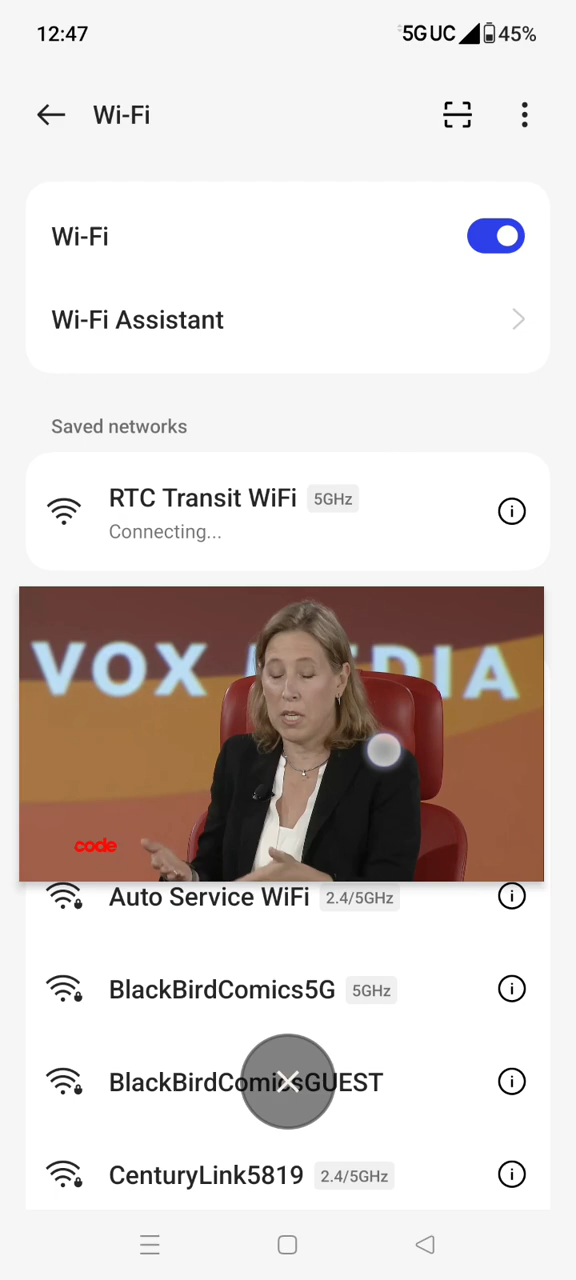 12:47
5G UC 45%
Wi-Fi
Wi-Fi
Wi-Fi Assistant
Saved networks
RTC Transit WiFi 5GHz
Connecting...
VOX MEDIA
code
Auto Service WiFi 2.4/5GHz
BlackBirdComics5G 5GHz
BlackBirdComicsGUEST
CenturyLink5819 2.4/5GHz